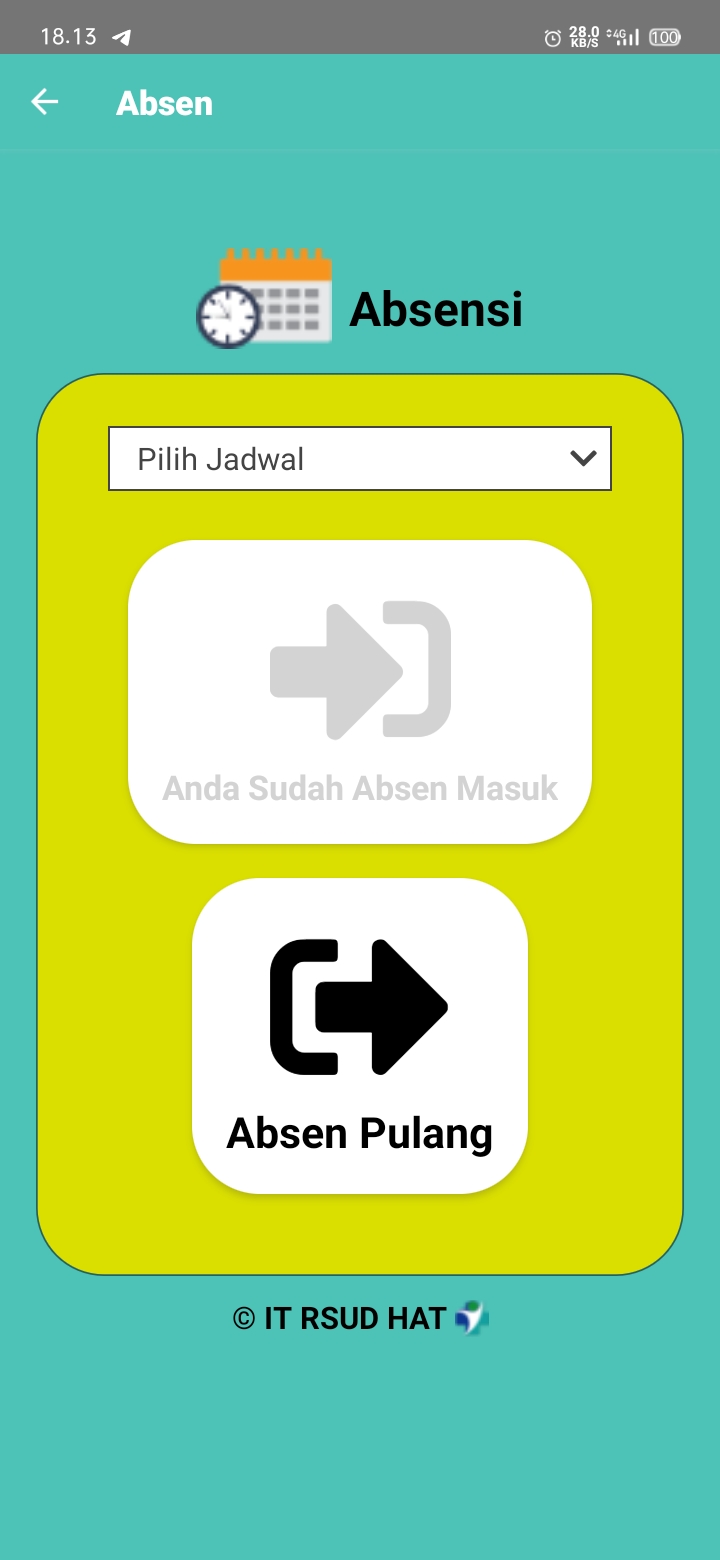 18.13
28.0
KB/S
4G
100
Absen
Absensi
Pilih Jadwal
Anda Sudah Absen Masuk
Absen Pulang
© IT RSUD HAT